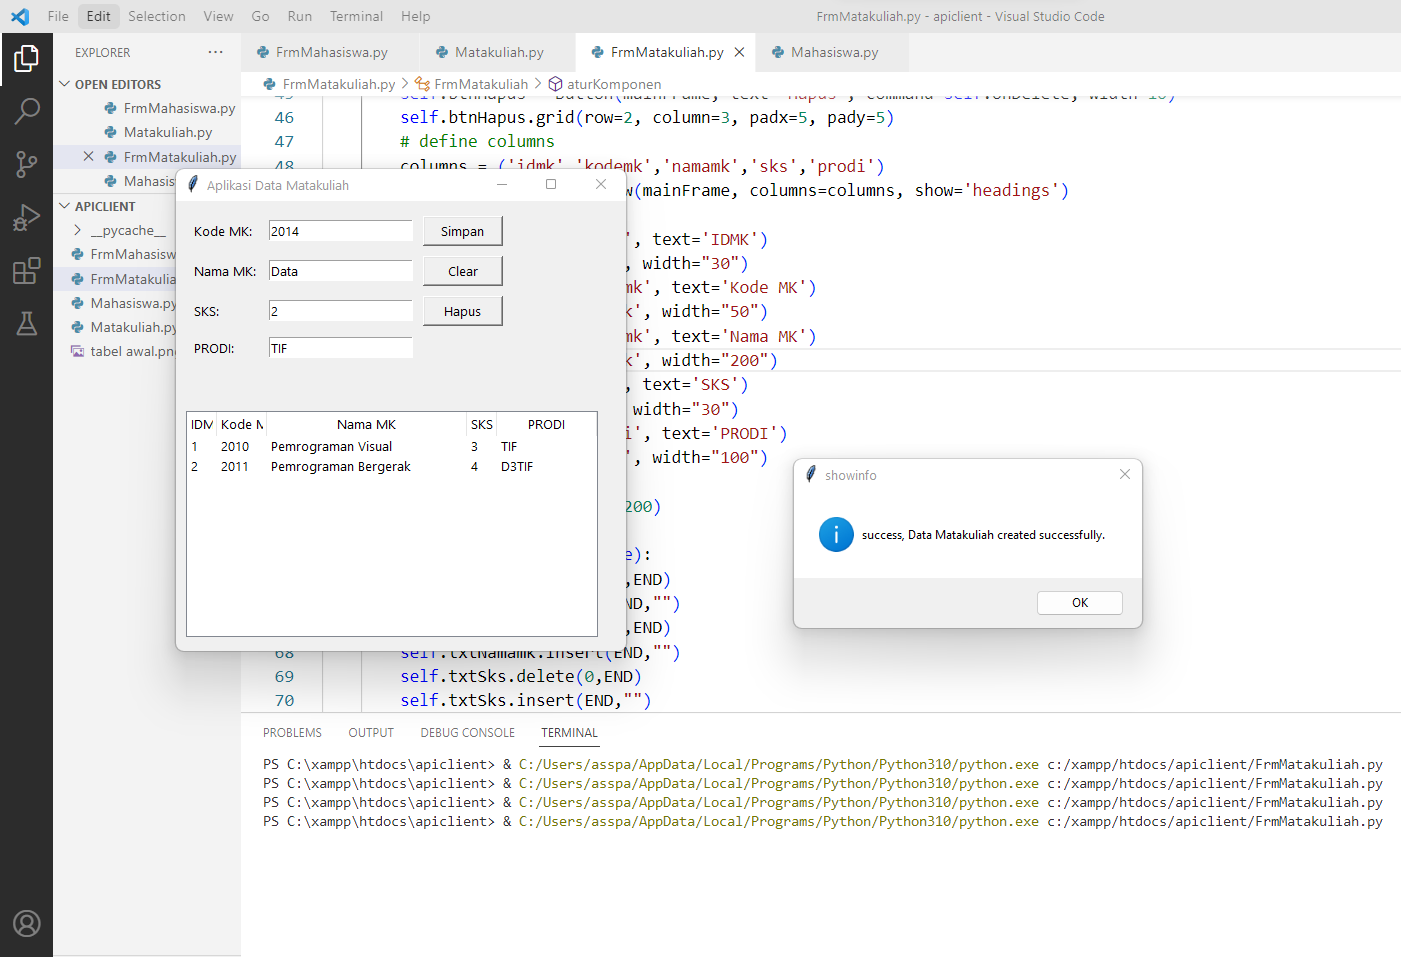 File Edit Selection View Go Run Terminal Help
FrmMatakuliah.py - apiclient - Visual Studio Code
EXPLORER ...
FrmMahasiswa.py Matakuliah.py FrmMatakuliah.py Mahasiswa.py
OPEN EDITORS
FrmMahasiswa.py
Matakuliah.py
FrmMatakuliah.py
Mahasis
APICLIENT
__pycache__
FrmMahasisw
FrmMatakulia
Mahasiswa.py
Matakuliah.py
tabel awal.pn
FrmMatakuliah.py > FrmMatakuliah > aturKomponen
46 self.btnHapus.grid(row=2, column=3, padx=5, pady=5)
47 # define columns
48 columns = ('idmk','kodemk','namamk','sks','prodi')
w(mainFrame, columns=columns, show='headings')
', text='IDMK')
, width="30")
mk', text='Kode MK')
k', width="50")
mk', text='Nama MK')
k', width="200")
, text='SKS')
width="30")
i', text='PRODI')
', width="100")
200)
e):
,END)
ND,"")
,END)
68 self.txtNamamk.insert(END,"")
69 self.txtSks.delete(0,END)
70 self.txtSks.insert(END,"")
Aplikasi Data Matakuliah
Kode MK: 2014 Simpan
Nama MK: Data Clear
SKS: 2 Hapus
PRODI: TIF
IDM Kode M Nama MK SKS PRODI
1 2010 Pemrograman Visual 3 TIF
2 2011 Pemrograman Bergerak 4 D3TIF
showinfo
success, Data Matakuliah created successfully.
OK
PROBLEMS OUTPUT DEBUG CONSOLE TERMINAL
PS C:\xampp\htdocs\apiclient> & C:/Users/asspa/AppData/Local/Programs/Python/Python310/python.exe c:/xampp/htdocs/apiclient/FrmMatakuliah.py
PS C:\xampp\htdocs\apiclient> & C:/Users/asspa/AppData/Local/Programs/Python/Python310/python.exe c:/xampp/htdocs/apiclient/FrmMatakuliah.py
PS C:\xampp\htdocs\apiclient> & C:/Users/asspa/AppData/Local/Programs/Python/Python310/python.exe c:/xampp/htdocs/apiclient/FrmMatakuliah.py
PS C:\xampp\htdocs\apiclient> & C:/Users/asspa/AppData/Local/Programs/Python/Python310/python.exe c:/xampp/htdocs/apiclient/FrmMatakuliah.py